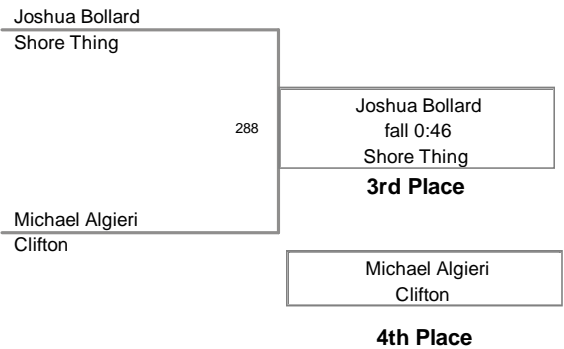 Joshua Bollard
Shore Thing
288
Joshua Bollard
fall 0:46
Shore Thing
3rd Place
Michael Algieri
Clifton
Michael Algieri
Clifton
4th Place